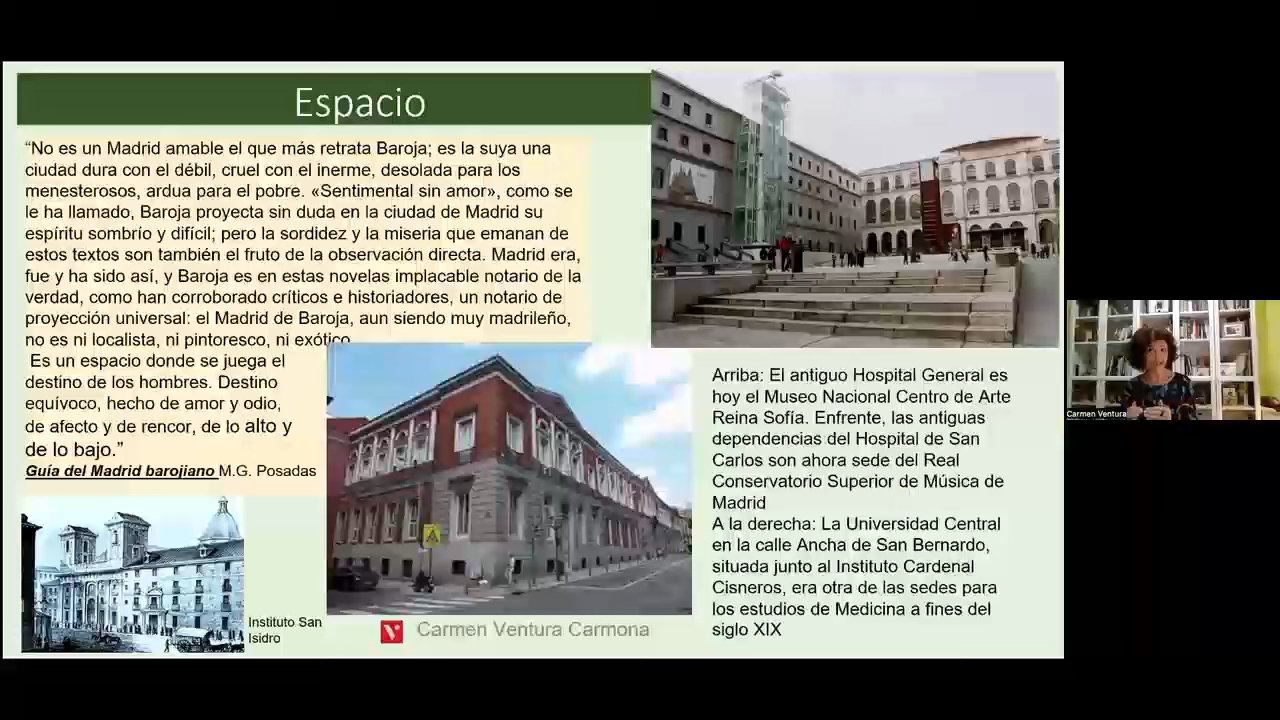 Espacio
“No es un Madrid amable el que más retrata Baroja; es la suya una
ciudad dura con el débil, cruel con el inerme, desolada para los
menesterosos, ardua para el pobre. «Sentimental sin amor», como se
le ha llamado, Baroja proyecta sin duda en la ciudad de Madrid su
espíritu sombrío y difícil; pero la sordidez y la miseria que emanan de
estos textos son también el fruto de la observación directa. Madrid era,
fue y ha sido así, y Baroja es en estas novelas implacable notario de la
verdad, como han corroborado críticos e historiadores, un notario de
proyección universal: el Madrid de Baroja, aun siendo muy madrileño,
no es ni localista, ni pintoresco, ni exótico
Es un espacio donde se juega el
destino de los hombres. Destino
equívoco, hecho de amor y odio,
de afecto y de rencor, de lo alto y
de lo bajo.”
Guía del Madrid barojiano M.G. Posadas
Instituto San
Isidro
Carmen Ventura Carmona
Arriba: El antiguo Hospital General es
hoy el Museo Nacional Centro de Arte
Reina Sofía. Enfrente, las antiguas
dependencias del Hospital de San
Carlos son ahora sede del Real
Conservatorio Superior de Música de
Madrid
A la derecha: La Universidad Central
en la calle Ancha de San Bernardo,
situada junto al Instituto Cardenal
Cisneros, era otra de las sedes para
los estudios de Medicina a fines del
siglo XIX
Carmen Ventura